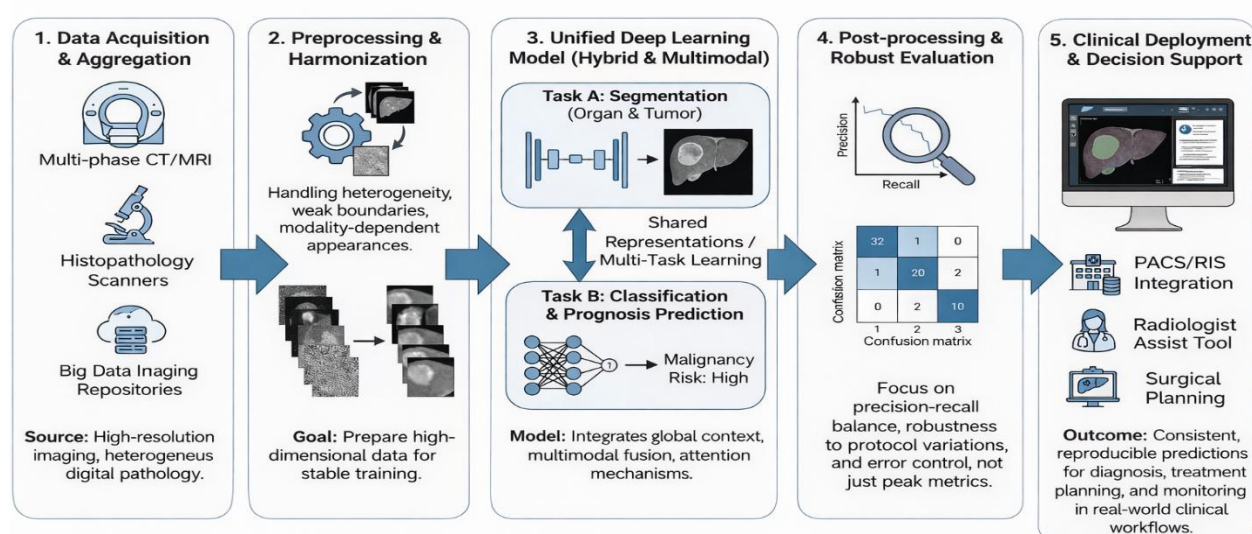 1. Data Acquisition
& Aggregation
Multi-phase CT/MRI
Histopathology
Scanners
Big Data Imaging
Repositories
Source: High-resolution
imaging, heterogeneus
digital pathology.
2. Preprocessing &
Harmonization
Handling heterogeneity,
weak boundaries,
modality-dependent
appearances.
Goal: Prepare high-
dimensional data for
stable training.
3. Unified Deep Learning
Model (Hybrid & Multimodal)
Task A: Segmentation
(Organ & Tumor)
Shared
Representations /
Multi-Task Learning
Task B: Classification
& Prognosis Prediction
1
Malignancy
Risk: High
Model: Integrates global context,
multimodal fusion, attention
mechanisms.
4. Post-processing &
Robust Evaluation
Precision
Recall
Confusion matrix
32 1 0
1 20 2
0 2 10
1 2 3
Confusion matrix
Focus on
precision-recall
balance, robustness
to protocol variations,
and error control, not
just peak metrics.
5. Clinical Deployment
& Decision Support
PACS/RIS
Integration
Radiologist
Assist Tool
Surgical
Planning
Outcome: Consistent,
reproducible predictions
for diagnosis, treatment
planning, and monitoring
in real-world clinical
workflows.